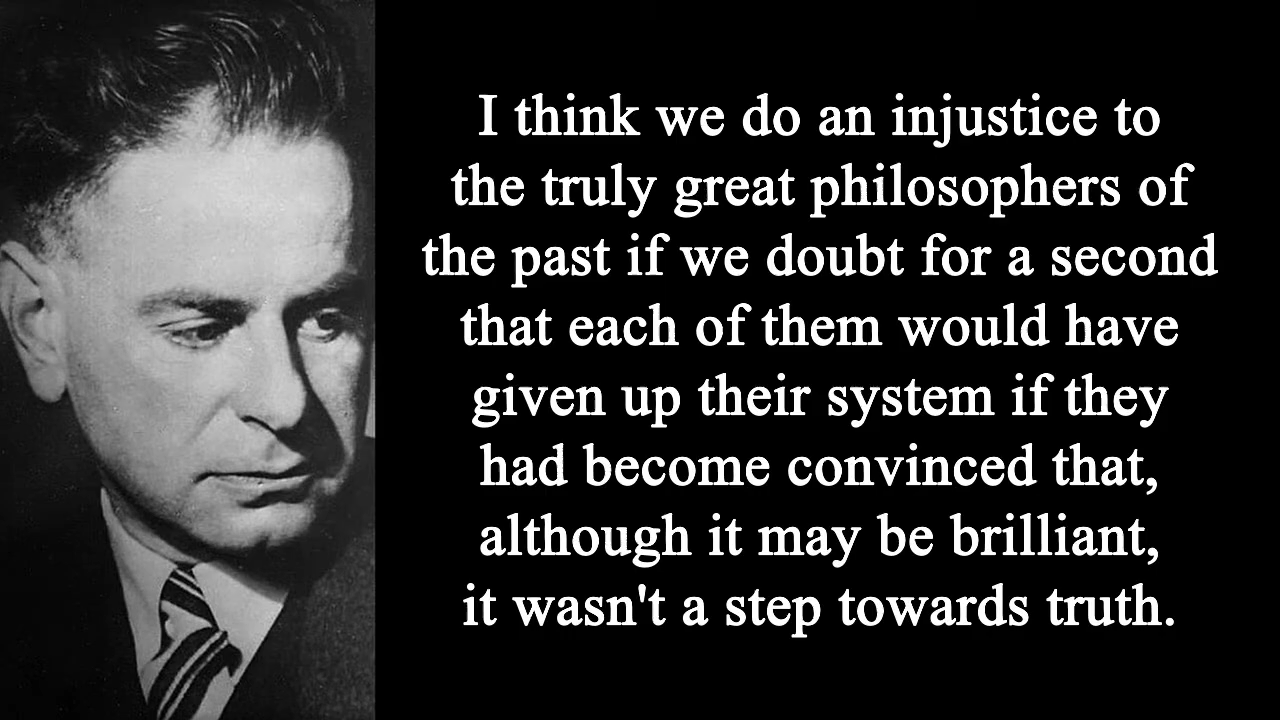 I think we do an injustice to
the truly great philosophers of
the past if we doubt for a second
that each of them would have
given up their system if they
had become convinced that,
although it may be brilliant,
it wasn't a step towards truth.